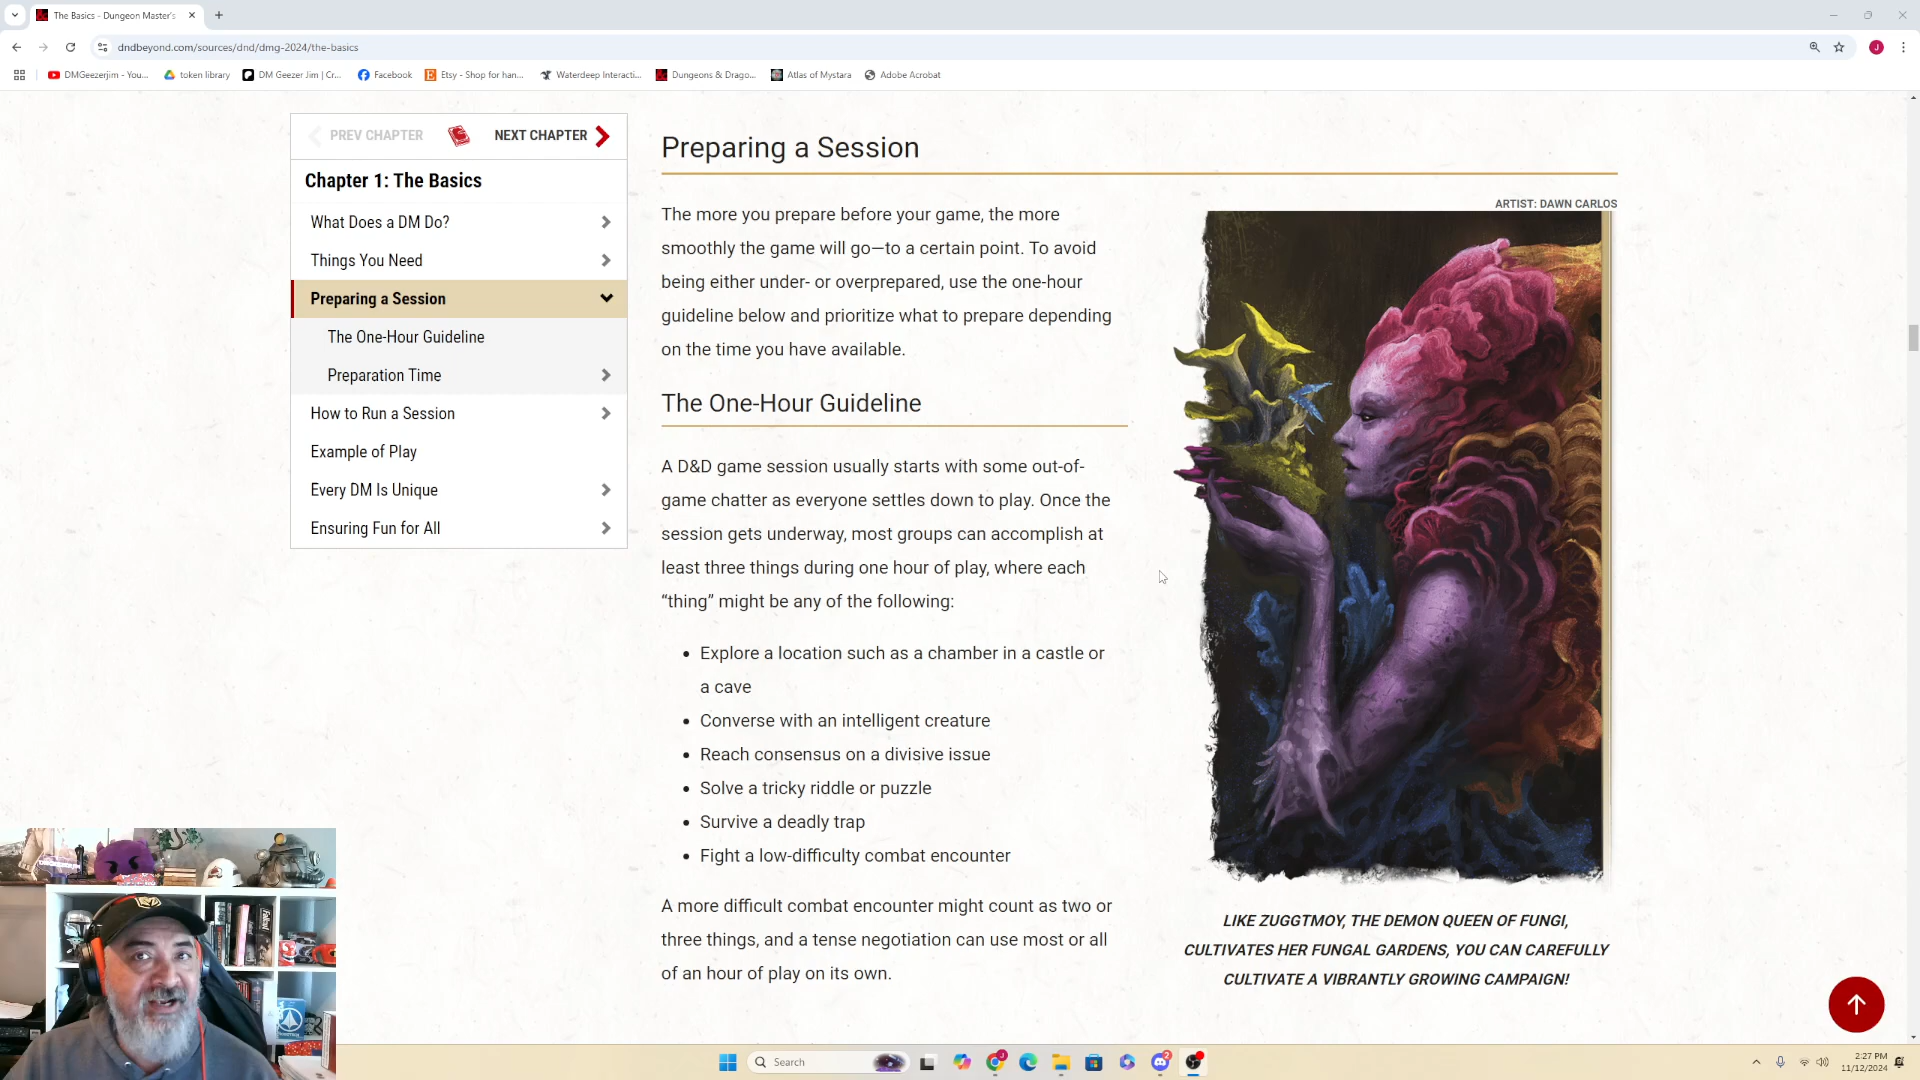 The Basics - Dungeon Master's
dndbeyond.com/sources/dnd/dmg-2024/the-basics
DMGeezerjim - You...
token library
DM Geezer Jim | Cr...
Facebook
Etsy - Shop for han...
Waterdeep Interacti...
Dungeons & Drago...
Atlas of Mystara
Adobe Acrobat
PREV CHAPTER
NEXT CHAPTER
Chapter 1: The Basics
What Does a DM Do?
Things You Need
Preparing a Session
The One-Hour Guideline
Preparation Time
How to Run a Session
Example of Play
Every DM Is Unique
Ensuring Fun for All
Preparing a Session
The more you prepare before your game, the more
smoothly the game will go—to a certain point. To avoid
being either under- or overprepared, use the one-hour
guideline below and prioritize what to prepare depending
on the time you have available.
The One-Hour Guideline
A D&D game session usually starts with some out-of-
game chatter as everyone settles down to play. Once the
session gets underway, most groups can accomplish at
least three things during one hour of play, where each
“thing” might be any of the following:
• Explore a location such as a chamber in a castle or
a cave
• Converse with an intelligent creature
• Reach consensus on a divisive issue
• Solve a tricky riddle or puzzle
• Survive a deadly trap
• Fight a low-difficulty combat encounter
A more difficult combat encounter might count as two or
three things, and a tense negotiation can use most or all
of an hour of play on its own.
ARTIST: DAWN CARLOS
LIKE ZUGGTMOY, THE DEMON QUEEN OF FUNGI,
CULTIVATES HER FUNGAL GARDENS, YOU CAN CAREFULLY
CULTIVATE A VIBRANTLY GROWING CAMPAIGN!
Search
2:27 PM
11/12/2024